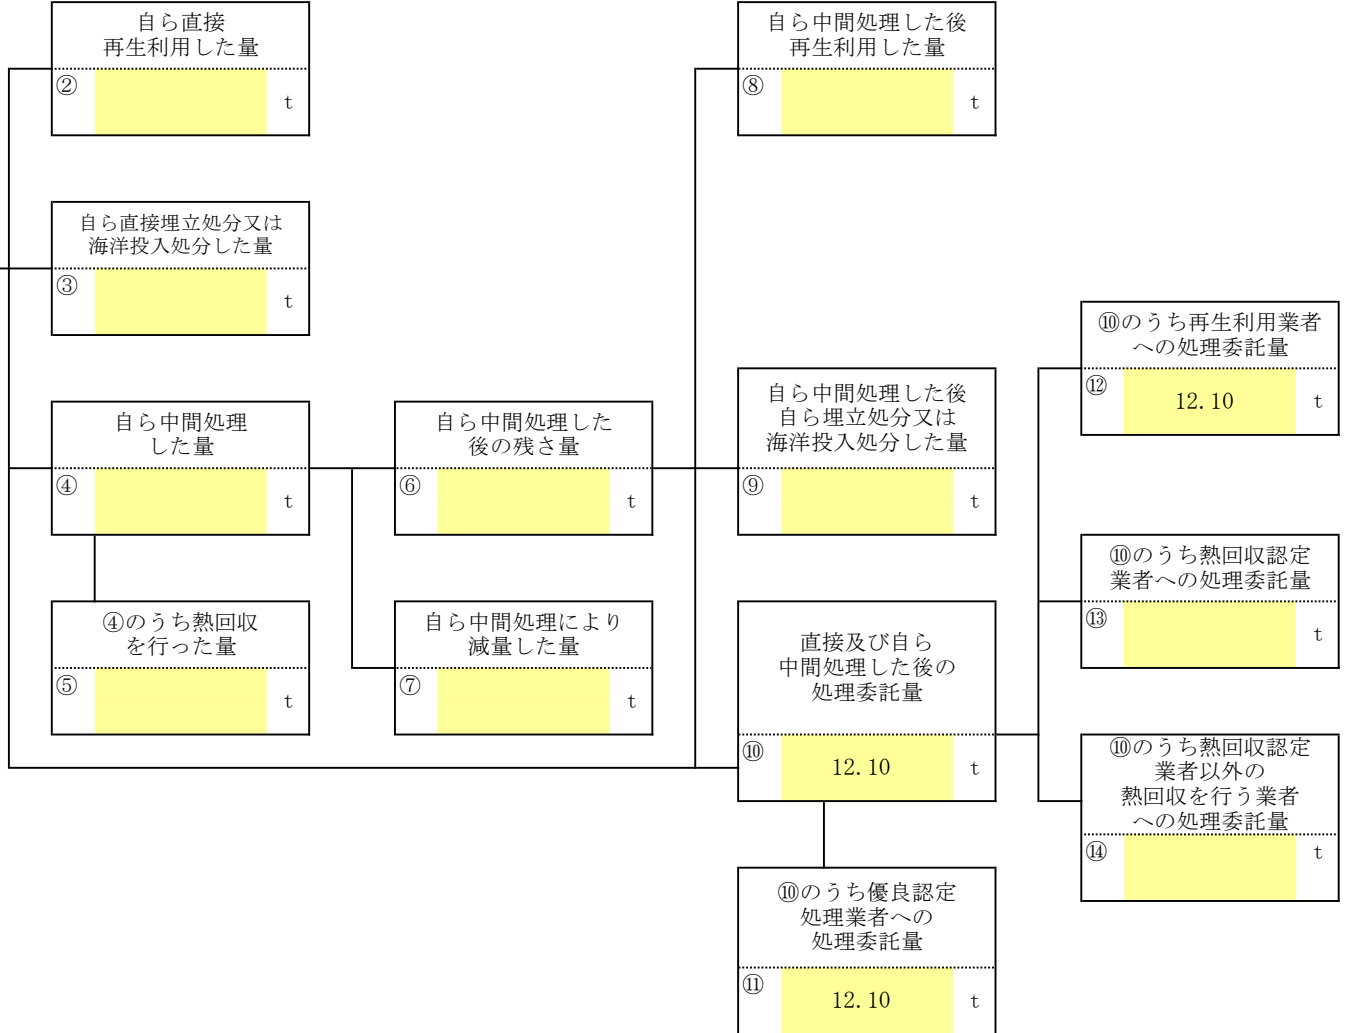 自ら直接
再生利用した量
②
t
自ら中間処理した後
再生利用した量
⑧
t
自ら直接埋立処分又は
海洋投入処分した量
③
t
⑩のうち再生利用業者
への処理委託量
⑫
12.10
t
自ら中間処理
した量
④
t
自ら中間処理した
後の残さ量
⑥
t
自ら中間処理した後
自ら埋立処分又は
海洋投入処分した量
⑨
t
⑩のうち熱回収認定
業者への処理委託量
⑬
t
④のうち熱回収
を行った量
⑤
t
自ら中間処理により
減量した量
⑦
t
直接及び自ら
中間処理した後の
処理委託量
⑩
12.10
t
⑩のうち熱回収認定
業者以外の
熱回収を行う業者
への処理委託量
⑭
t
⑩のうち優良認定
処理業者への
処理委託量
⑪
12.10
t